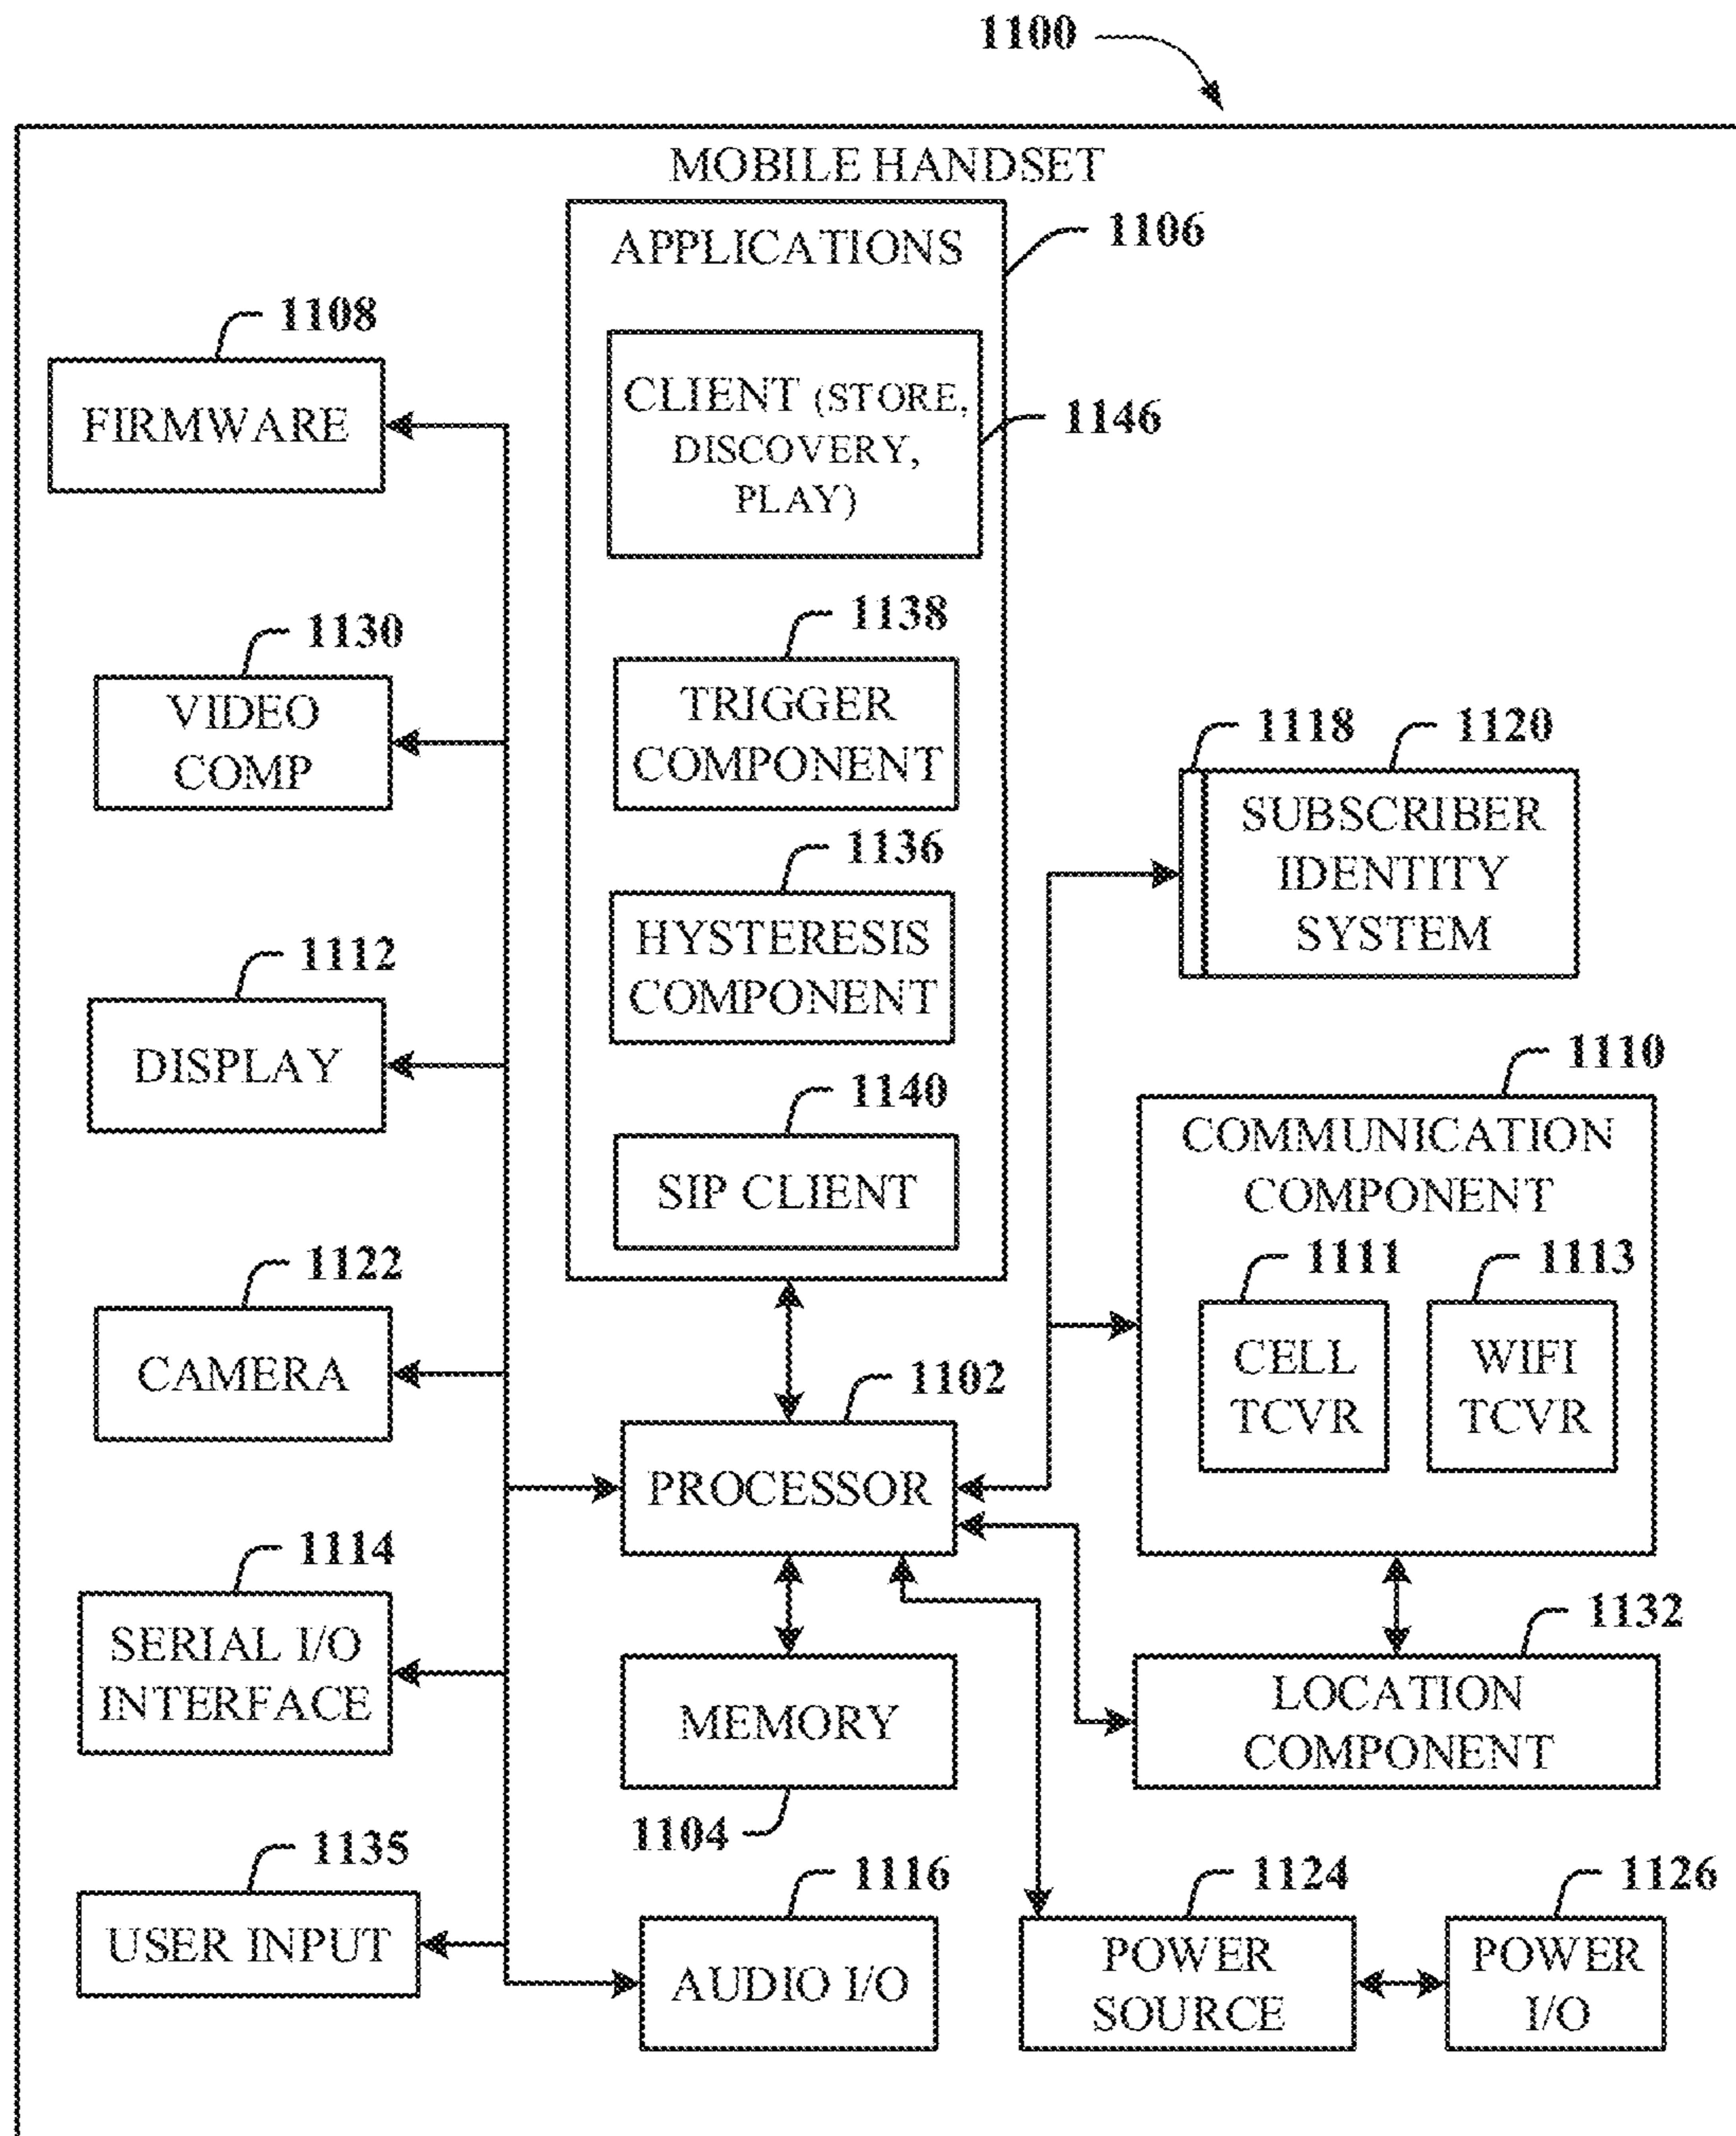 1100
MOBILE HANDSET
APPLICATIONS
1106
1108
FIRMWARE
CLIENT (STORE,
DISCOVERY,
PLAY)
1146
1130
VIDEO
COMP
1138
TRIGGER
COMPONENT
1118
1120
SUBSCRIBER
IDENTITY
SYSTEM
1136
HYSTERESIS
COMPONENT
1112
DISPLAY
1140
SIP CLIENT
1110
COMMUNICATION
COMPONENT
1111
CELL
TCVR
1113
WIFI
TCVR
1122
CAMERA
1102
PROCESSOR
1114
SERIAL I/O
INTERFACE
MEMORY
1104
1132
LOCATION
COMPONENT
1135
USER INPUT
1116
AUDIO I/O
1124
POWER
SOURCE
1126
POWER
I/O